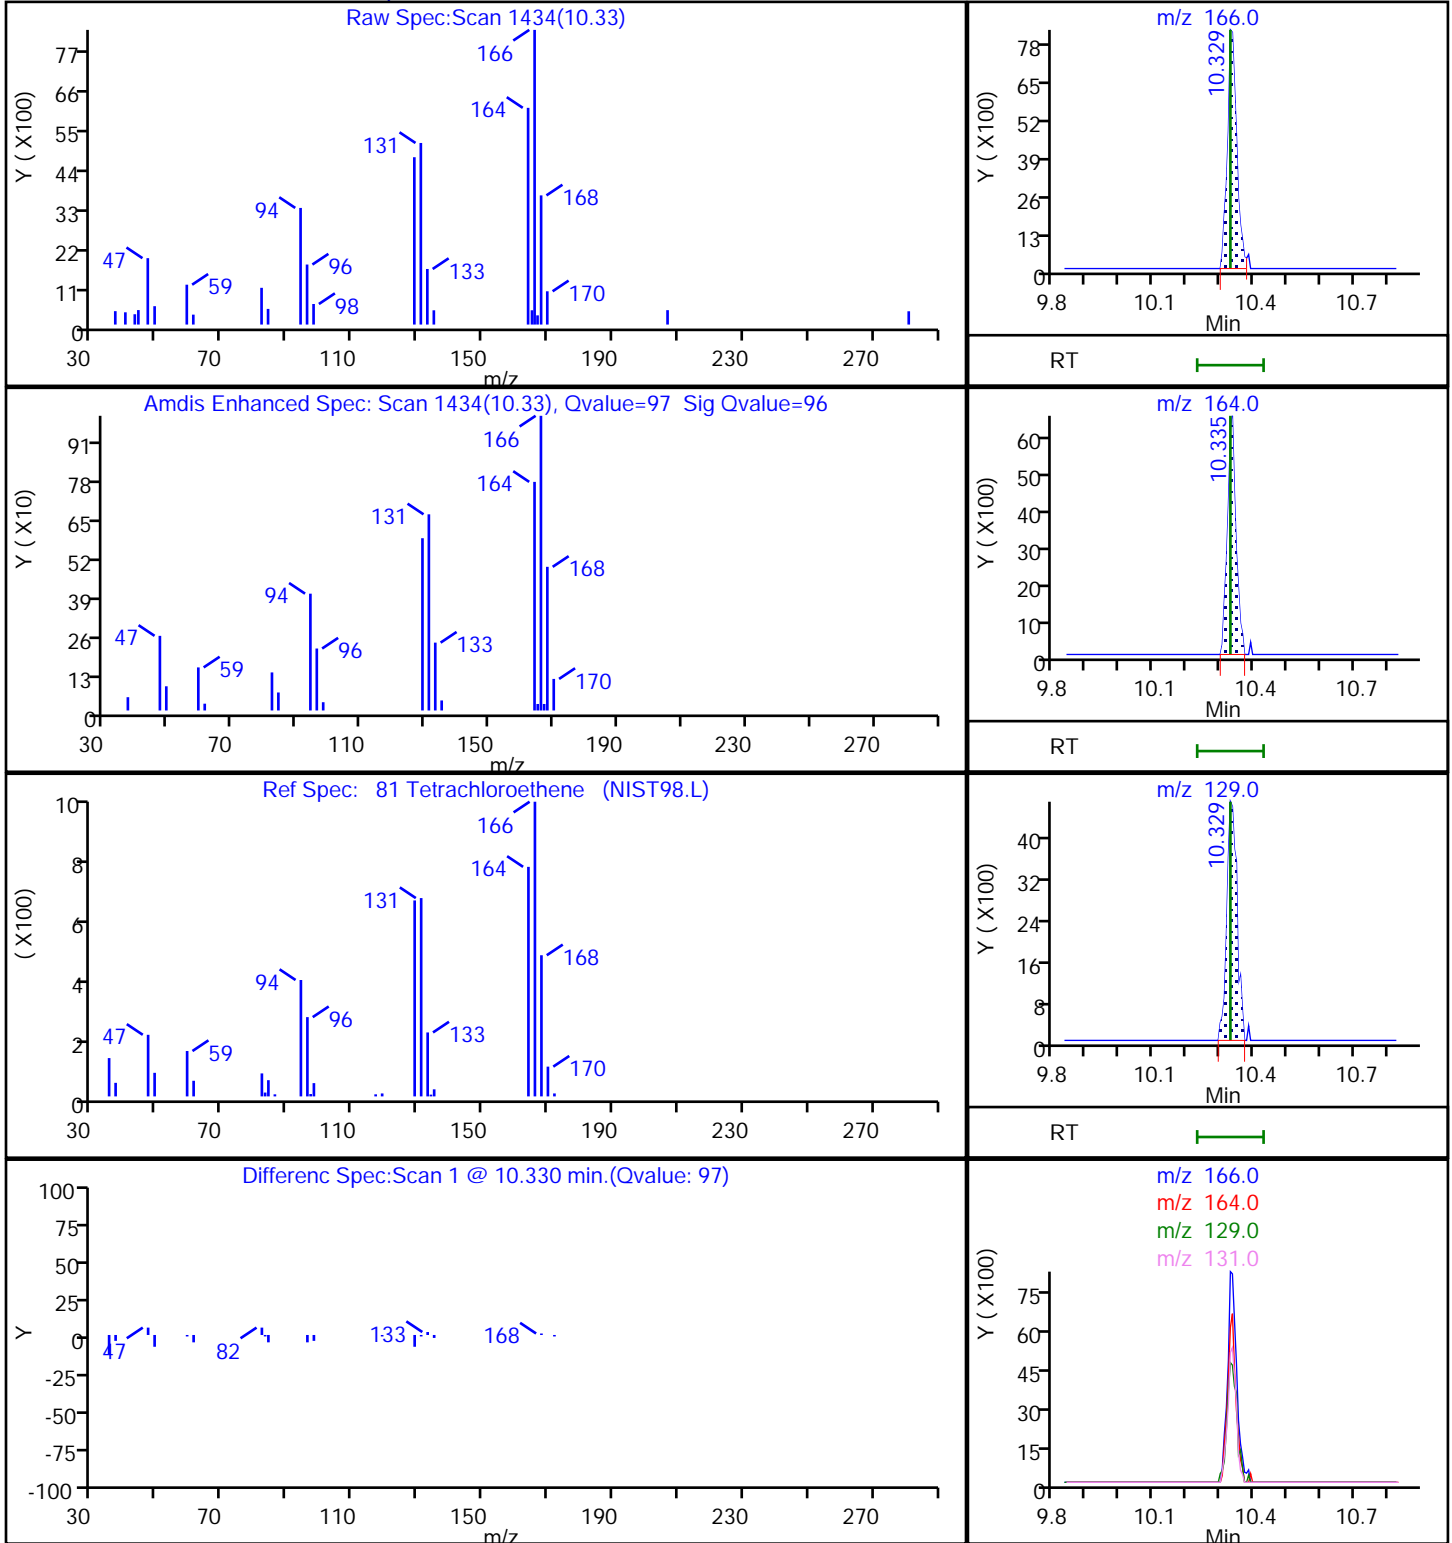 Raw Spec:Scan 1434(10.33)
Y ( X100)
77
66
55
44
33
22
11
0
166
164
131
168
94
47
96
59
133
98
170
30 70 110 150 190 230 270
m/z
m/z 166.0
Y ( X100)
78
65
52
39
26
13
0
10.329
9.8 10.1 10.4 10.7
Min
RT
Amdis Enhanced Spec: Scan 1434(10.33), Qvalue=97 Sig Qvalue=96
Y ( X10)
91
78
65
52
39
26
13
0
166
164
131
168
94
47
96
133
59
170
30 70 110 150 190 230 270
m/z
m/z 164.0
Y ( X100)
60
50
40
30
20
10
0
10.335
9.8 10.1 10.4 10.7
Min
RT
Ref Spec: 81 Tetrachloroethene (NIST98.L)
( X100)
10
8
6
4
2
0
166
164
131
168
94
96
47
133
59
170
30 70 110 150 190 230 270
m/z 129.0
Y ( X100)
40
32
24
16
8
0
10.329
9.8 10.1 10.4 10.7
Min
RT
Differenc Spec:Scan 1 @ 10.330 min.(Qvalue: 97)
Y
100
75
50
25
0
-25
-50
-75
-100
47
82
133
168
30 70 110 150 190 230 270
m/z
m/z 166.0
m/z 164.0
m/z 129.0
m/z 131.0
Y ( X100)
75
60
45
30
15
0
9.8 10.1 10.4 10.7
Min